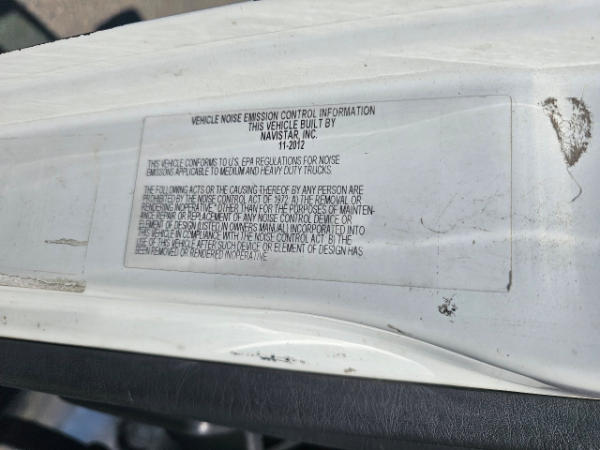 VEHICLE NOISE EMISSION CONTROL INFORMATION
THIS VEHICLE BUILT BY
NAVISTAR, INC.
11-2012
THIS VEHICLE CONFORMS TO U.S. EPA REGULATIONS FOR NOISE
EMISSIONS APPLICABLE TO MEDIUM AND HEAVY DUTY TRUCKS.
THE FOLLOWING ACTS OR THE CAUSING THEREOF BY ANY PERSON ARE
PROHIBITED BY THE NOISE CONTROL ACT OF 1972. A) THE REMOVAL OR
RENDERING INOPERATIVE, OTHER THAN FOR THE PURPOSES OF MAINTEN-
ANCE REPAIR OR REPLACEMENT OF ANY NOISE CONTROL DEVICE OR
ELEMENT OF DESIGN (LISTED IN OWNERS MANUAL) INCORPORATED INTO
VEHICLE IN COMPLIANCE WITH THE NOISE CONTROL ACT. B) THE
USE OF THIS VEHICLE AFTER SUCH DEVICE OR ELEMENT OF DESIGN HAS
BEEN REMOVED OR RENDERED INOPERATIVE.